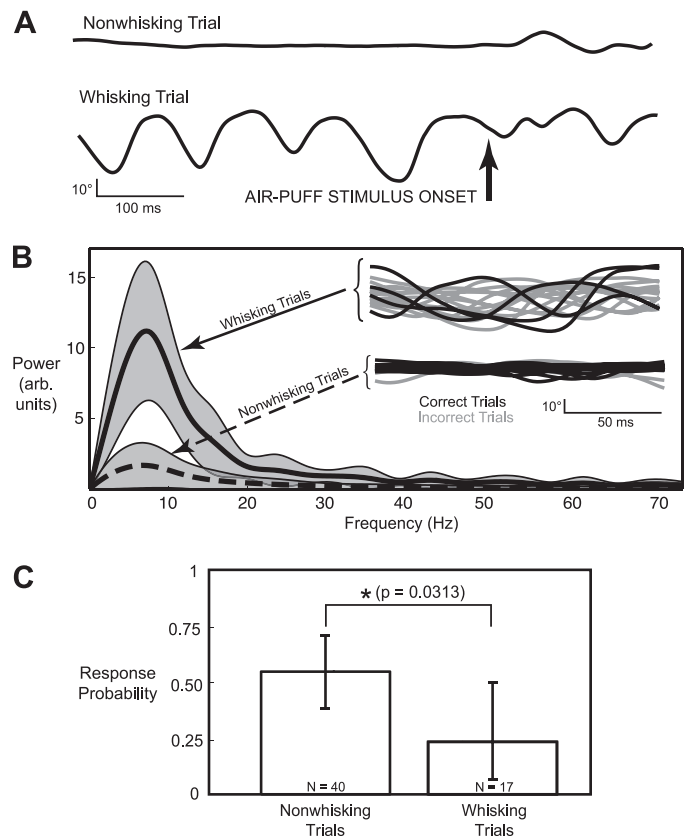 A
Nonwhisking Trial
Whisking Trial
10°
100 ms
AIR-PUFF STIMULUS ONSET
B
15
10
5
Power
(arb.
units)
Whisking Trials
Nonwhisking Trials
Correct Trials
Incorrect Trials
10°
50 ms
0 10 20 30 40 50 60 70
Frequency (Hz)
C
1
0.75
0.50
0.25
0
Response
Probability
* (p = 0.0313)
N = 40
N = 17
Nonwhisking
Trials
Whisking
Trials